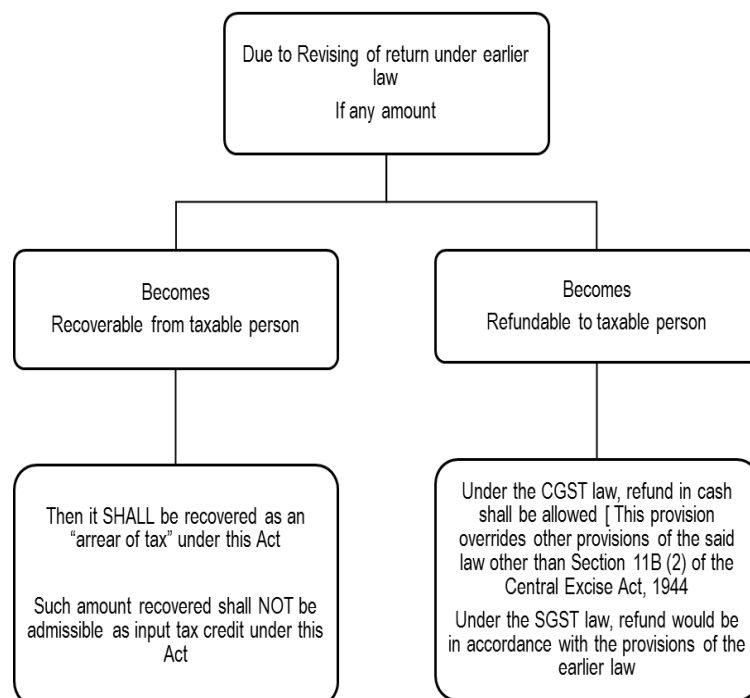 Due to Revising of return under earlier
law
If any amount
Becomes
Recoverable from taxable person
Becomes
Refundable to taxable person
Then it SHALL be recovered as an
“arrear of tax” under this Act
Such amount recovered shall NOT be
admissible as input tax credit under this
Act
Under the CGST law, refund in cash
shall be allowed [ This provision
overrides other provisions of the said
law other than Section 11B (2) of the
Central Excise Act, 1944
Under the SGST law, refund would be
in accordance with the provisions of the
earlier law